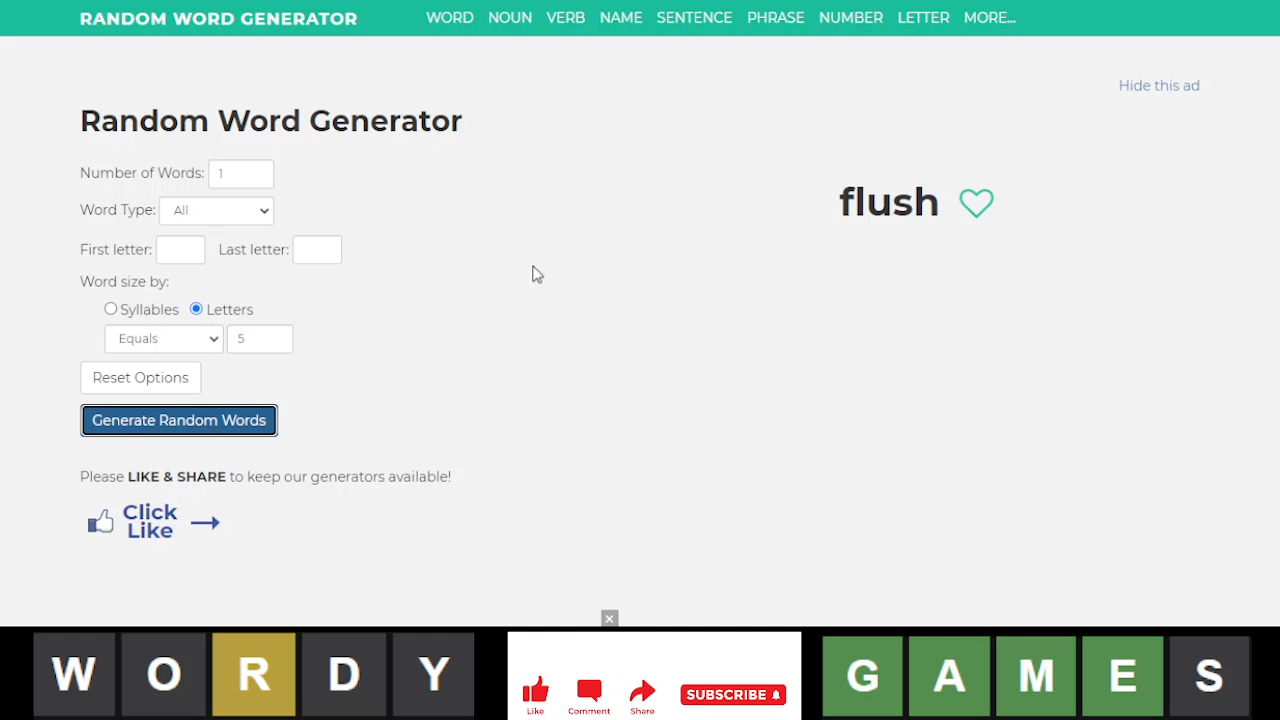 RANDOM WORD GENERATOR
WORD NOUN VERB NAME SENTENCE PHRASE NUMBER LETTER MORE...
Hide this ad
Random Word Generator
Number of Words: 1
Word Type: All
flush
First letter: Last letter:
Word size by:
Syllables Letters
Equals 5
Reset Options
Generate Random Words
Please LIKE & SHARE to keep our generators available!
Click
Like
WORDY
Like Comment Share SUBSCRIBE
GAMES